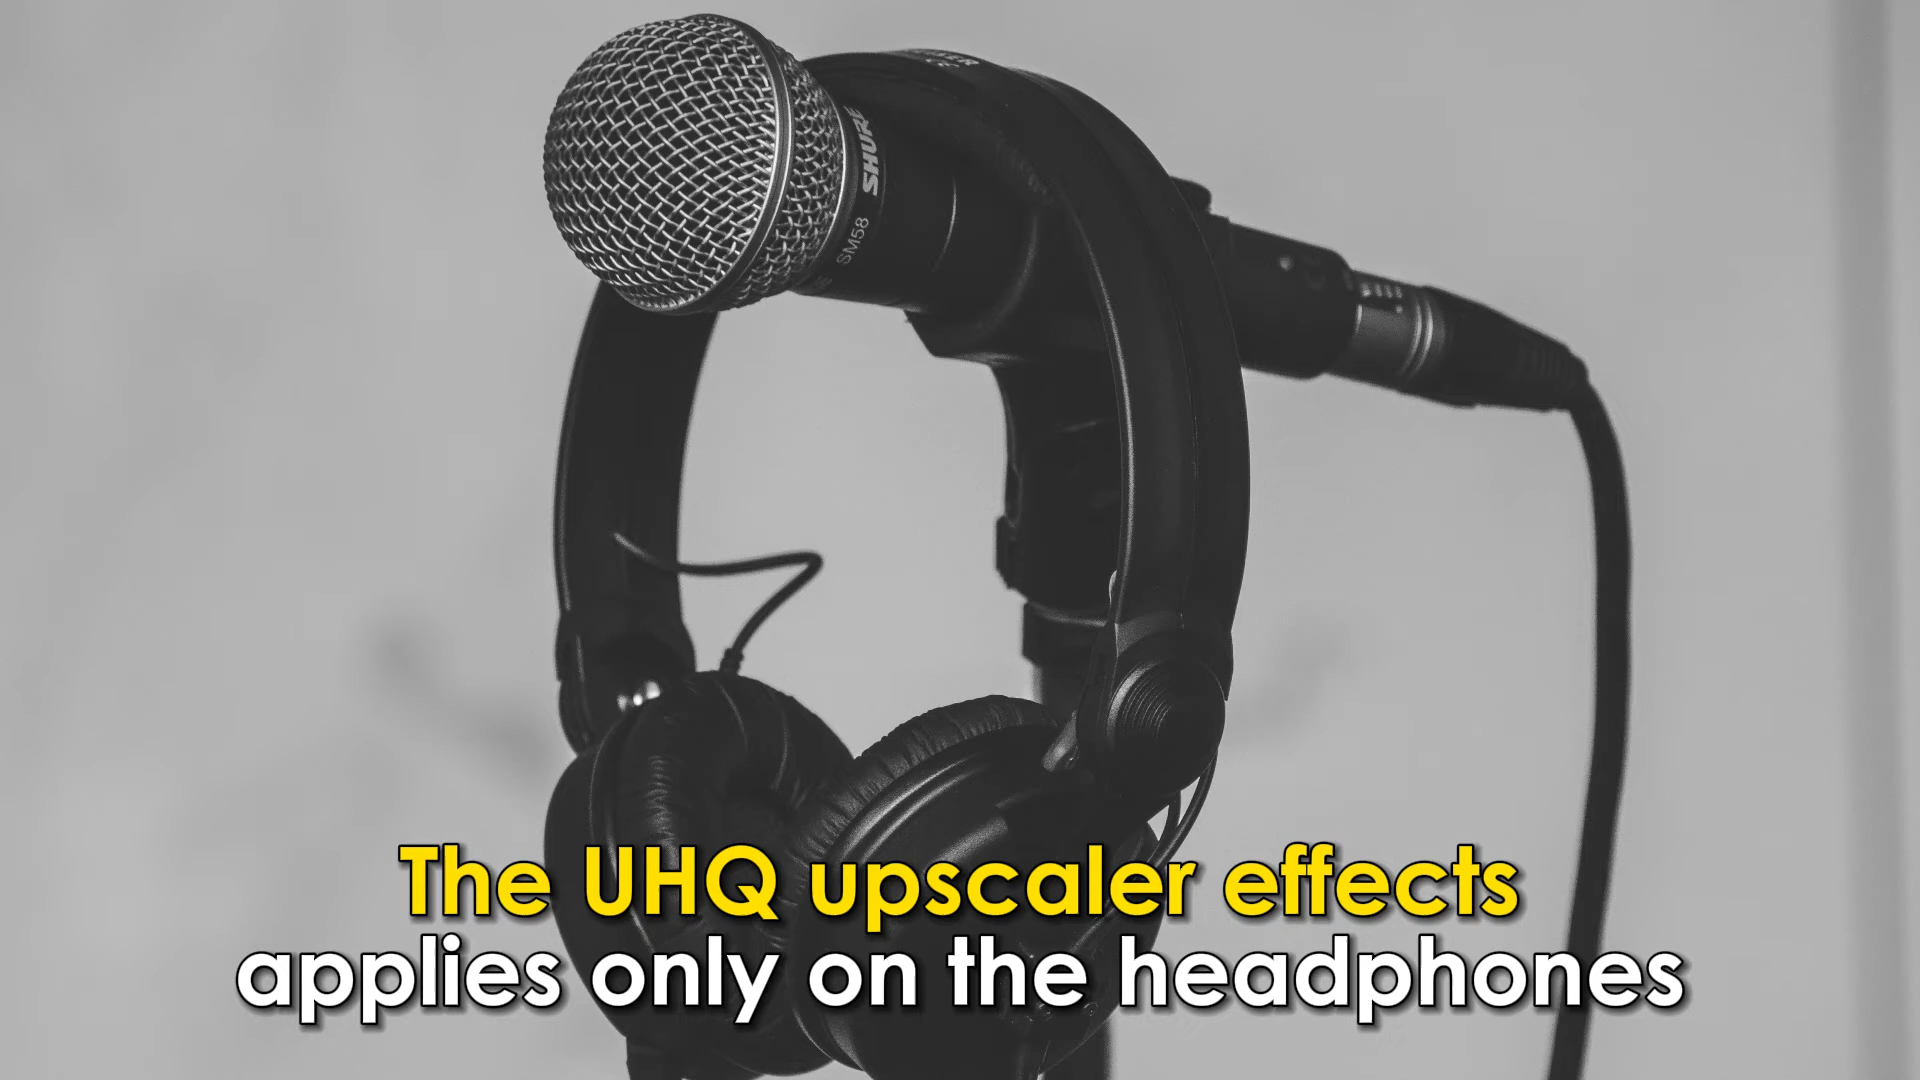 SHURE
SM58
The UHQ upscaler effects
applies only on the headphones